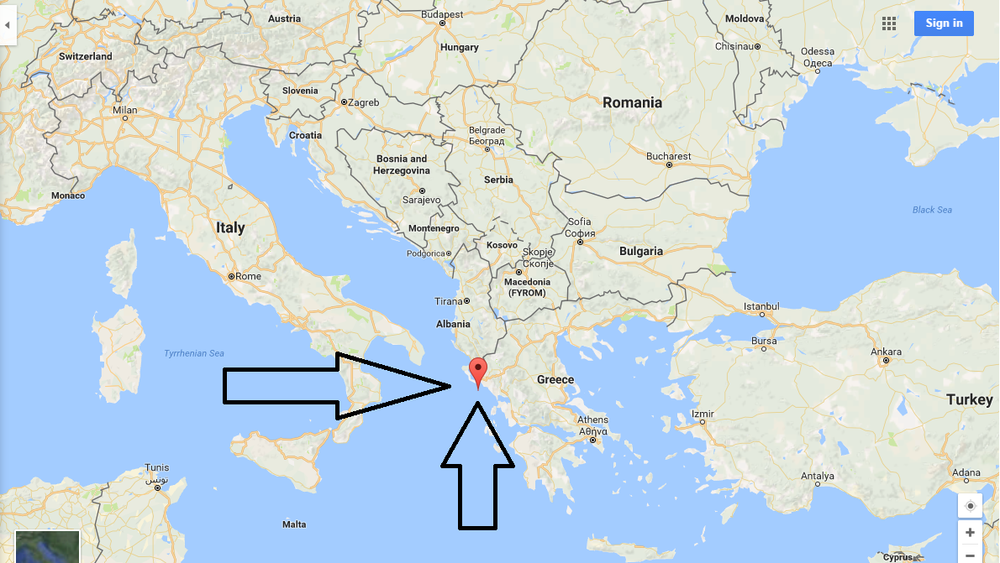 Austria
Budapest
Moldova
Sign in
Switzerland
Hungary
Chisinau
Odessa
Одеса
Slovenia
Milan
Zagreb
Romania
Croatia
Belgrade
Београд
Bosnia and
Herzegovina
Bucharest
Serbia
Monaco
Sarajevo
Black Sea
Italy
Montenegro
Sofia
София
Kosovo
Podgorica
Skopje
Скопје
Bulgaria
Rome
Macedonia
(FYROM)
Tirana
Istanbul
Albania
Bursa
Tyrrhenian Sea
Ankara
Greece
Turkey
Izmir
Athens
Αθήνα
Tunis
تونس
Antalya
Adana
Malta
Cyprus